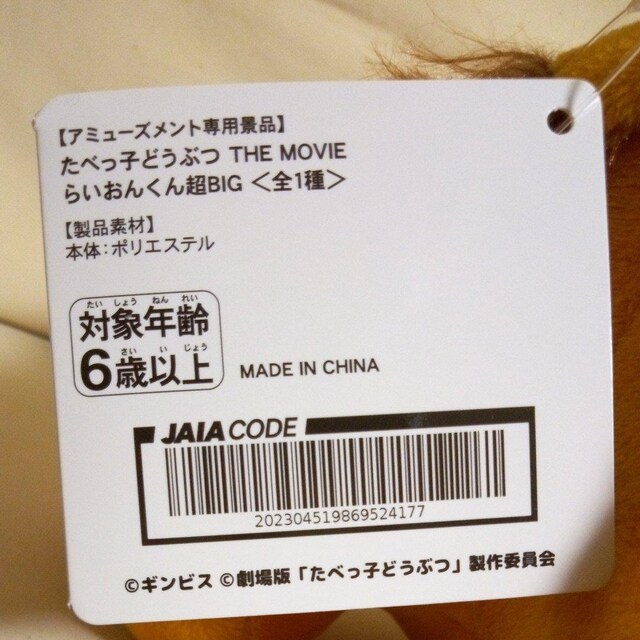 【アミューズメント専用景品】
たべっ子どうぶつ THE MOVIE
らいおんくん超BIG <全1種>
【製品素材】
本体:ポリエステル
たい しょう ねん れい
対象年齢
さい い じょう
6歳以上
MADE IN CHINA
JAIA CODE
202304519869524177
©ギンビス ©劇場版「たべっ子どうぶつ」製作委員会